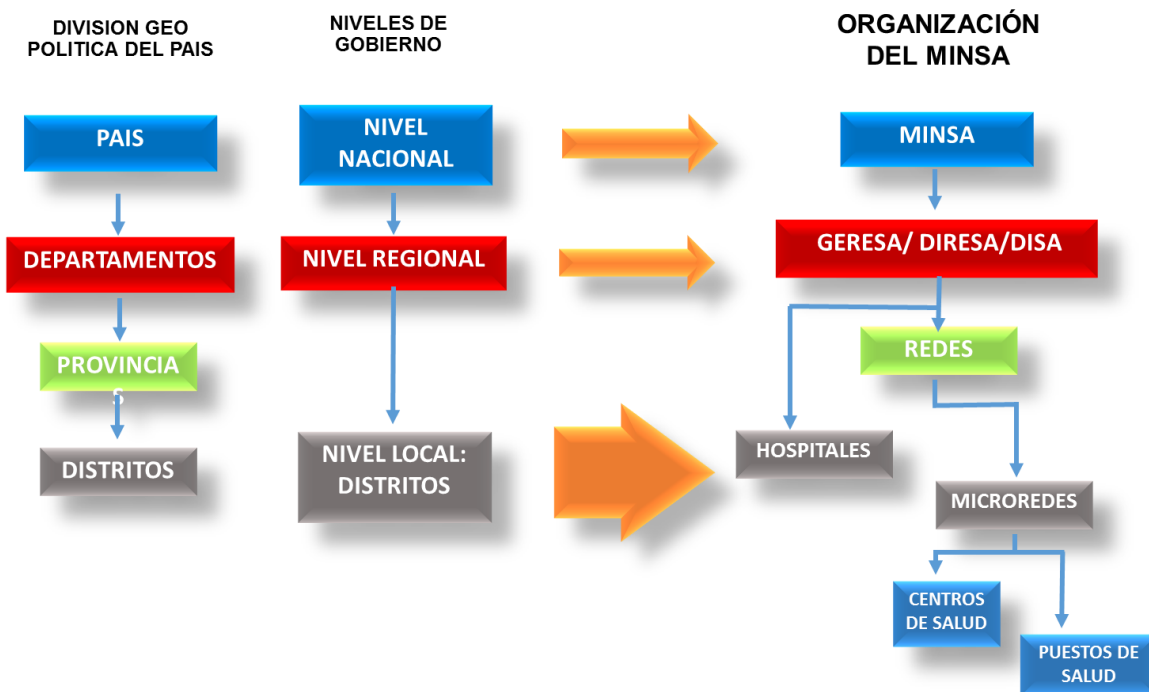 DIVISION GEO
POLITICA DEL PAIS
NIVELES DE
GOBIERNO
ORGANIZACIÓN
DEL MINSA
PAIS
NIVEL
NACIONAL
MINSA
DEPARTAMENTOS
NIVEL REGIONAL
GERESA/ DIRESA/DISA
PROVINCIA
S
REDES
DISTRITOS
NIVEL LOCAL:
DISTRITOS
HOSPITALES
MICROREDES
CENTROS
DE SALUD
PUESTOS DE
SALUD